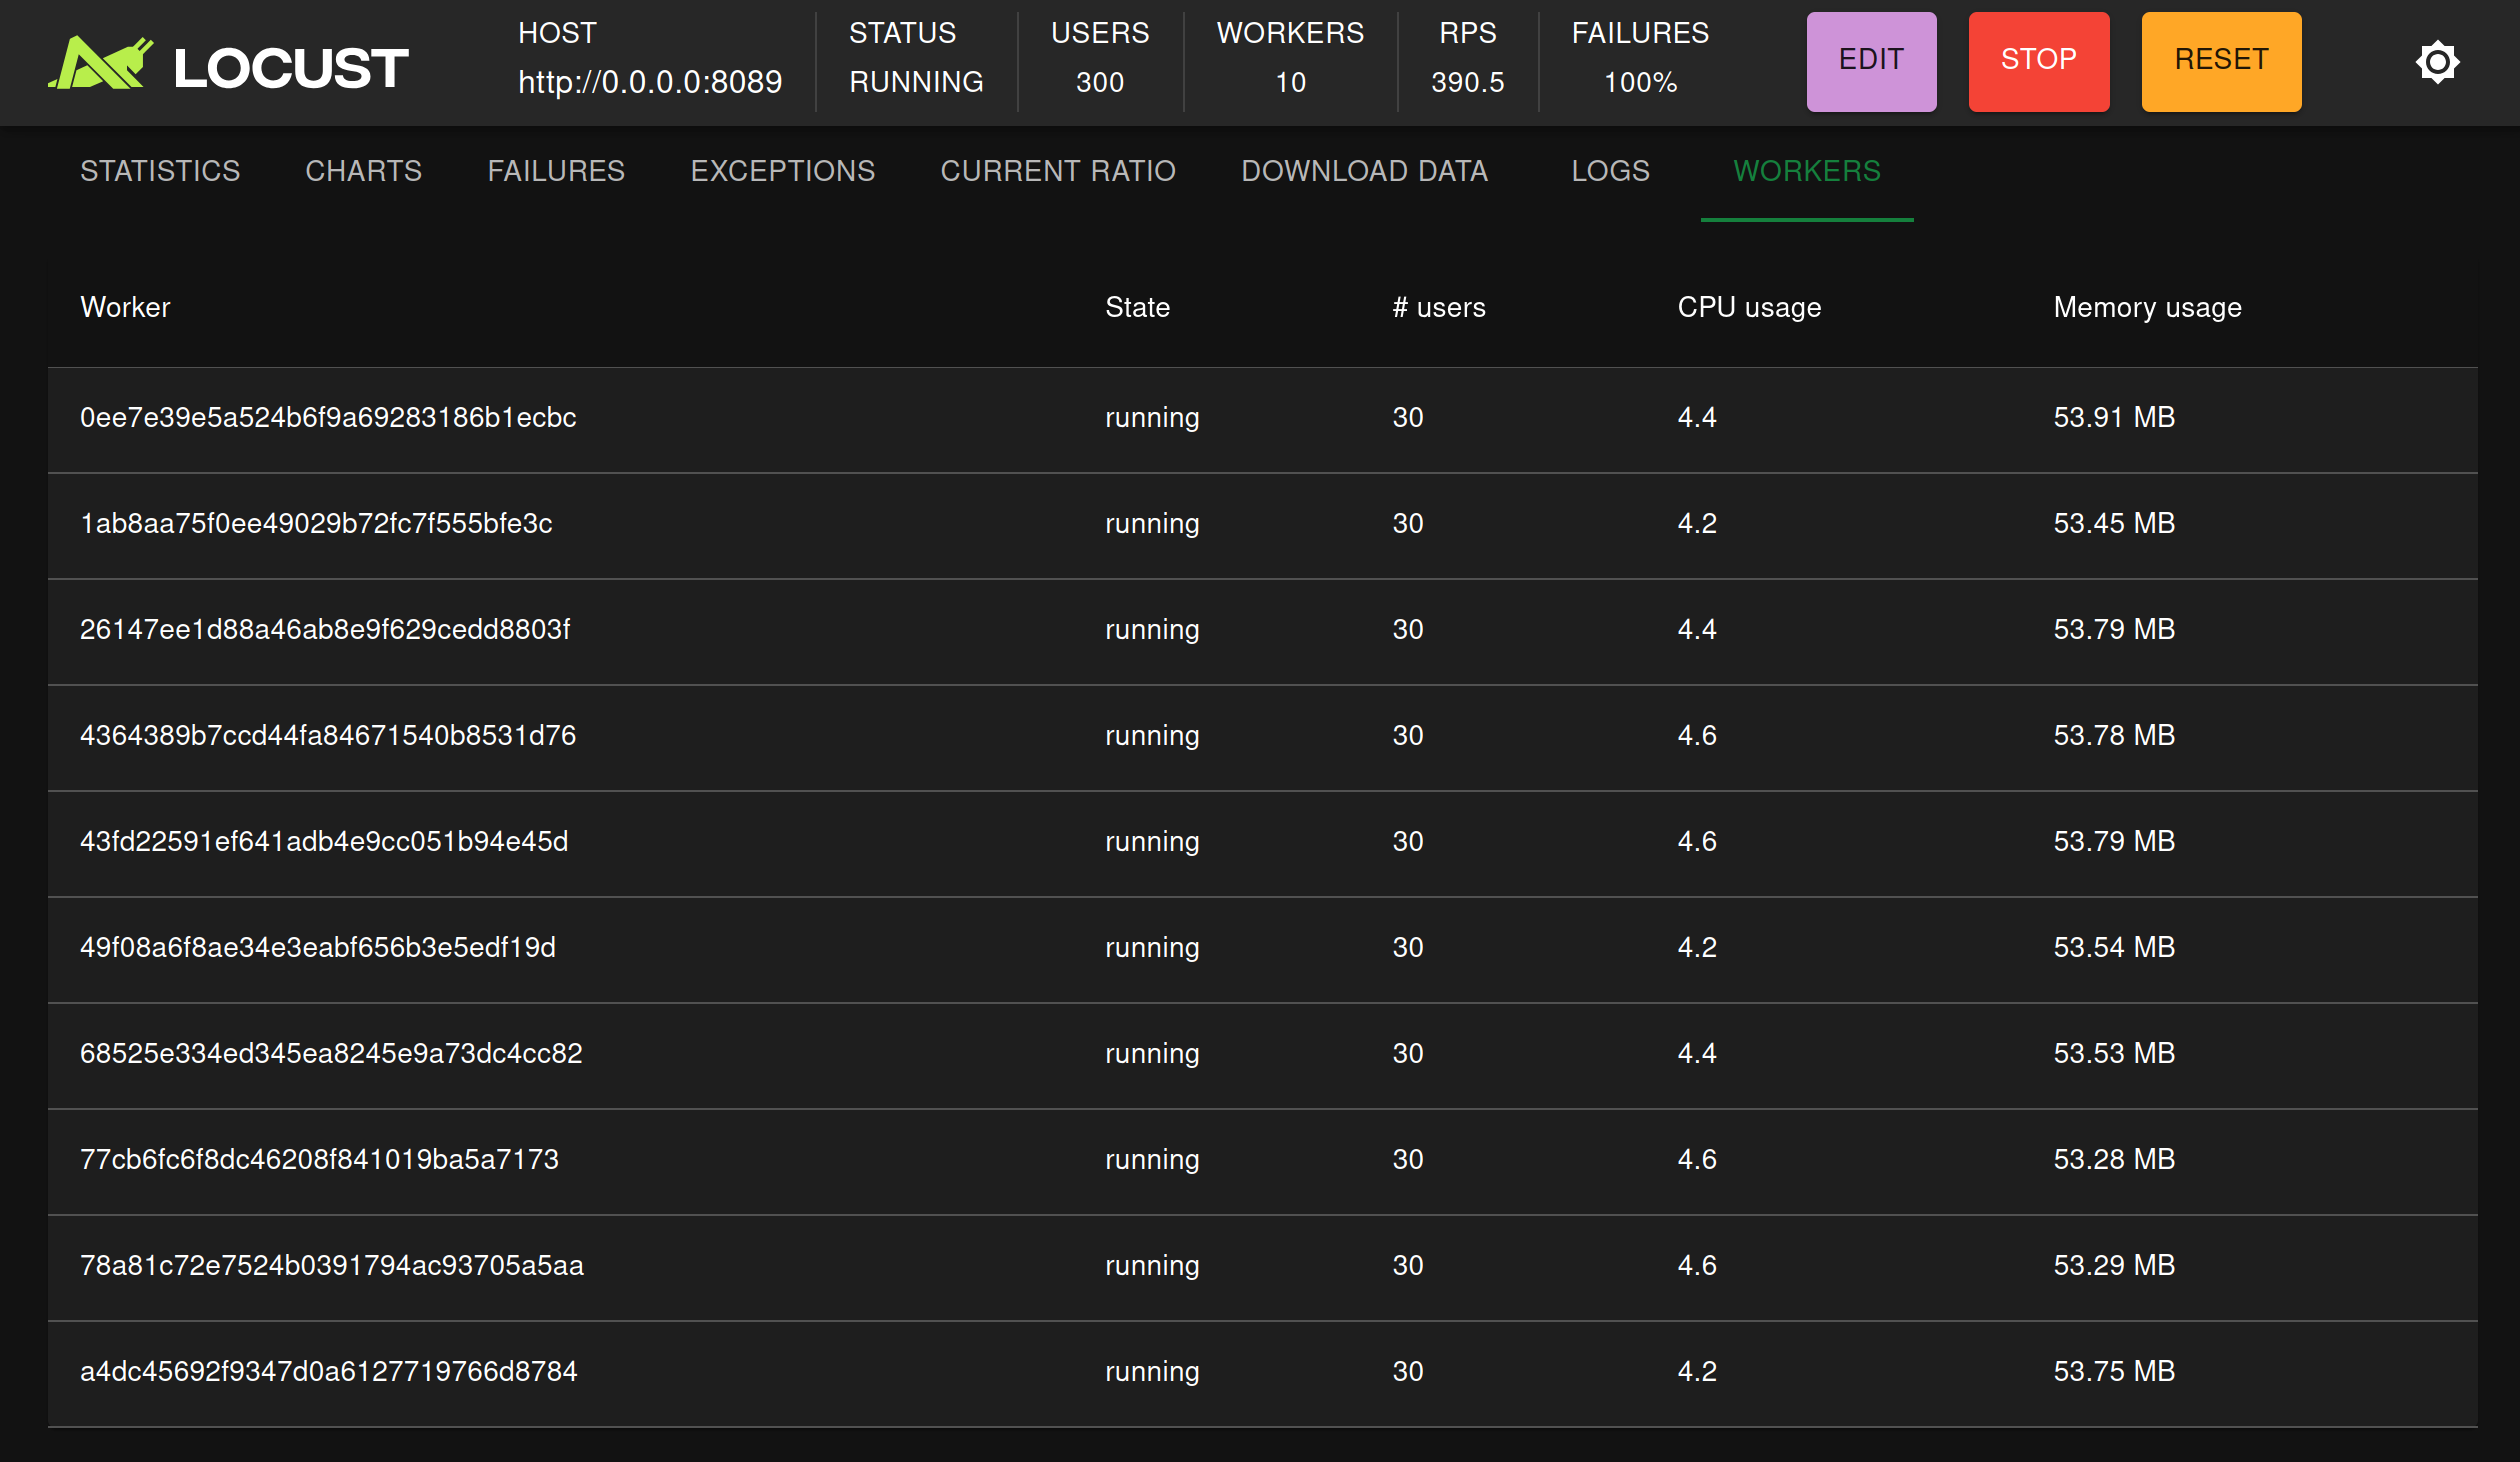 LOCUST
HOST
http://0.0.0.0:8089
STATUS
RUNNING
USERS
300
WORKERS
10
RPS
390.5
FAILURES
100%
EDIT
STOP
RESET
STATISTICS CHARTS FAILURES EXCEPTIONS CURRENT RATIO DOWNLOAD DATA LOGS WORKERS
Worker State # users CPU usage Memory usage
0ee7e39e5a524b6f9a69283186b1ecbc running 30 4.4 53.91 MB
1ab8aa75f0ee49029b72fc7f555bfe3c running 30 4.2 53.45 MB
26147ee1d88a46ab8e9f629cedd8803f running 30 4.4 53.79 MB
4364389b7ccd44fa84671540b8531d76 running 30 4.6 53.78 MB
43fd22591ef641adb4e9cc051b94e45d running 30 4.6 53.79 MB
49f08a6f8ae34e3eabf656b3e5edf19d running 30 4.2 53.54 MB
68525e334ed345ea8245e9a73dc4cc82 running 30 4.4 53.53 MB
77cb6fc6f8dc46208f841019ba5a7173 running 30 4.6 53.28 MB
78a81c72e7524b0391794ac93705a5aa running 30 4.6 53.29 MB
a4dc45692f9347d0a6127719766d8784 running 30 4.2 53.75 MB